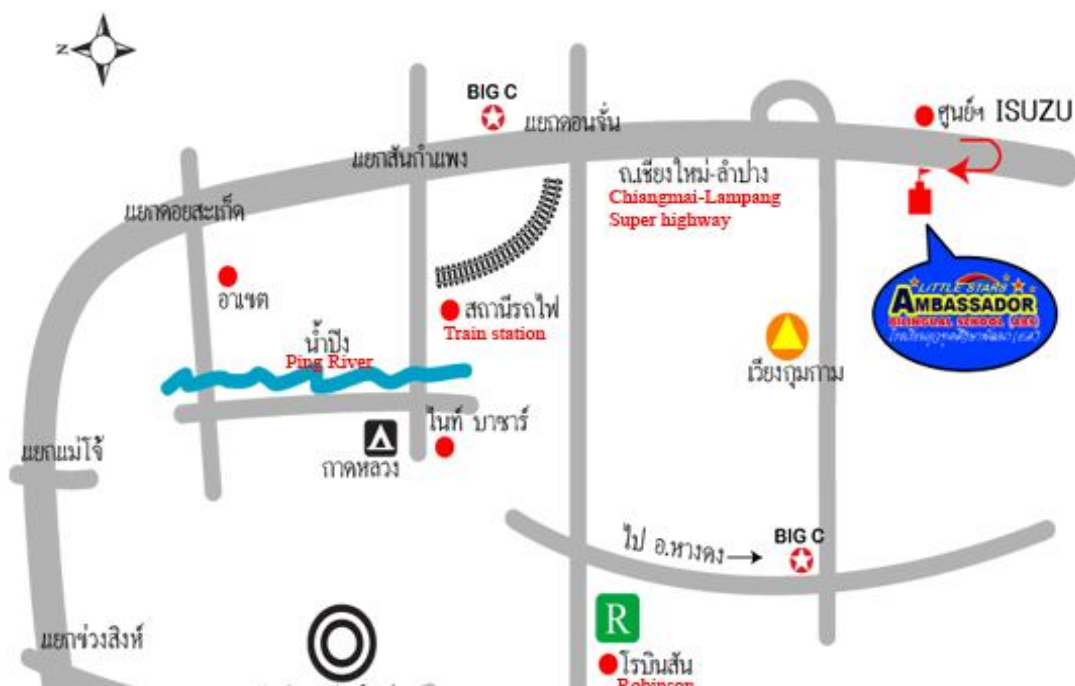 N
BIG C
แยกดอนจั่น
ศูนย์ฯ ISUZU
แยกสันกำแพง
ถ.เชียงใหม่-ลำปาง
Chiangmai-Lampang
Super highway
แยกดอยสะเก็ด
อาเขต
สถานีรถไฟ
Train station
LITTLE STARS
AMBASSADOR
BILINGUAL SCHOOL (ABS)
น้ำปิง
Ping River
เวียงกุมกาม
ไนท์ บาซาร์
แยกแม่โจ้
กาดหลวง
ไป อ.หางดง
BIG C
แยกข่วงสิงห์
R
โรบินสัน
Robinson